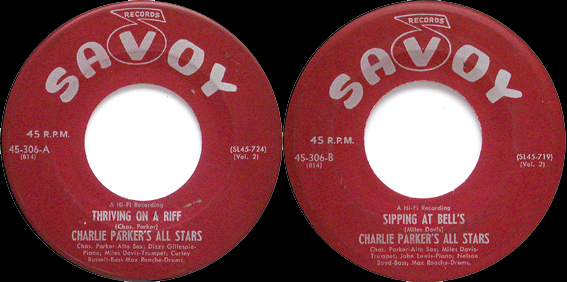 RECORDS
SAVOY
45 R.P.M.
45-306-A
(B14)
(SL45-724)
(Vol. 2)
A Hi-Fi Recording
THRIVING ON A RIFF
(Chas. Parker)
CHARLIE PARKER'S ALL STARS
Chas. Parker-Alto Sax; Dizzy Gillespie-
Piano; Miles Davis-Trumpet; Curley
Russell-Bass; Max Roache-Drums.
RECORDS
SAVOY
45 R.P.M.
45-306-B
(B14)
(SL45-719)
(Vol. 2)
A Hi-Fi Recording
SIPPING AT BELL'S
(Miles Davis)
CHARLIE PARKER'S ALL STARS
Chas. Parker-Alto Sax; Miles Davis-
Trumpet; John Lewis-Piano; Nelson
Boyd-Bass; Max Roache-Drums.